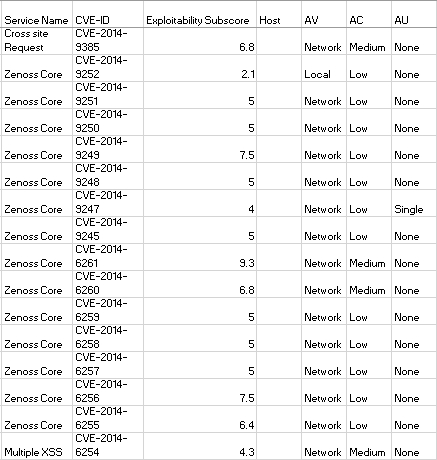 Service Name CVE-ID Exploitability Subscore Host AV AC AU
Cross site Request CVE-2014-9385 6.8 Network Medium None
Zenoss Core CVE-2014-9252 2.1 Local Low None
Zenoss Core CVE-2014-9251 5 Network Low None
Zenoss Core CVE-2014-9250 5 Network Low None
Zenoss Core CVE-2014-9249 7.5 Network Low None
Zenoss Core CVE-2014-9248 5 Network Low None
Zenoss Core CVE-2014-9247 4 Network Low Single
Zenoss Core CVE-2014-9245 5 Network Low None
Zenoss Core CVE-2014-6261 9.3 Network Medium None
Zenoss Core CVE-2014-6260 6.8 Network Medium None
Zenoss Core CVE-2014-6259 5 Network Low None
Zenoss Core CVE-2014-6258 5 Network Low None
Zenoss Core CVE-2014-6257 5 Network Low None
Zenoss Core CVE-2014-6256 7.5 Network Low None
Zenoss Core CVE-2014-6255 6.4 Network Low None
Multiple XSS CVE-2014-6254 4.3 Network Medium None